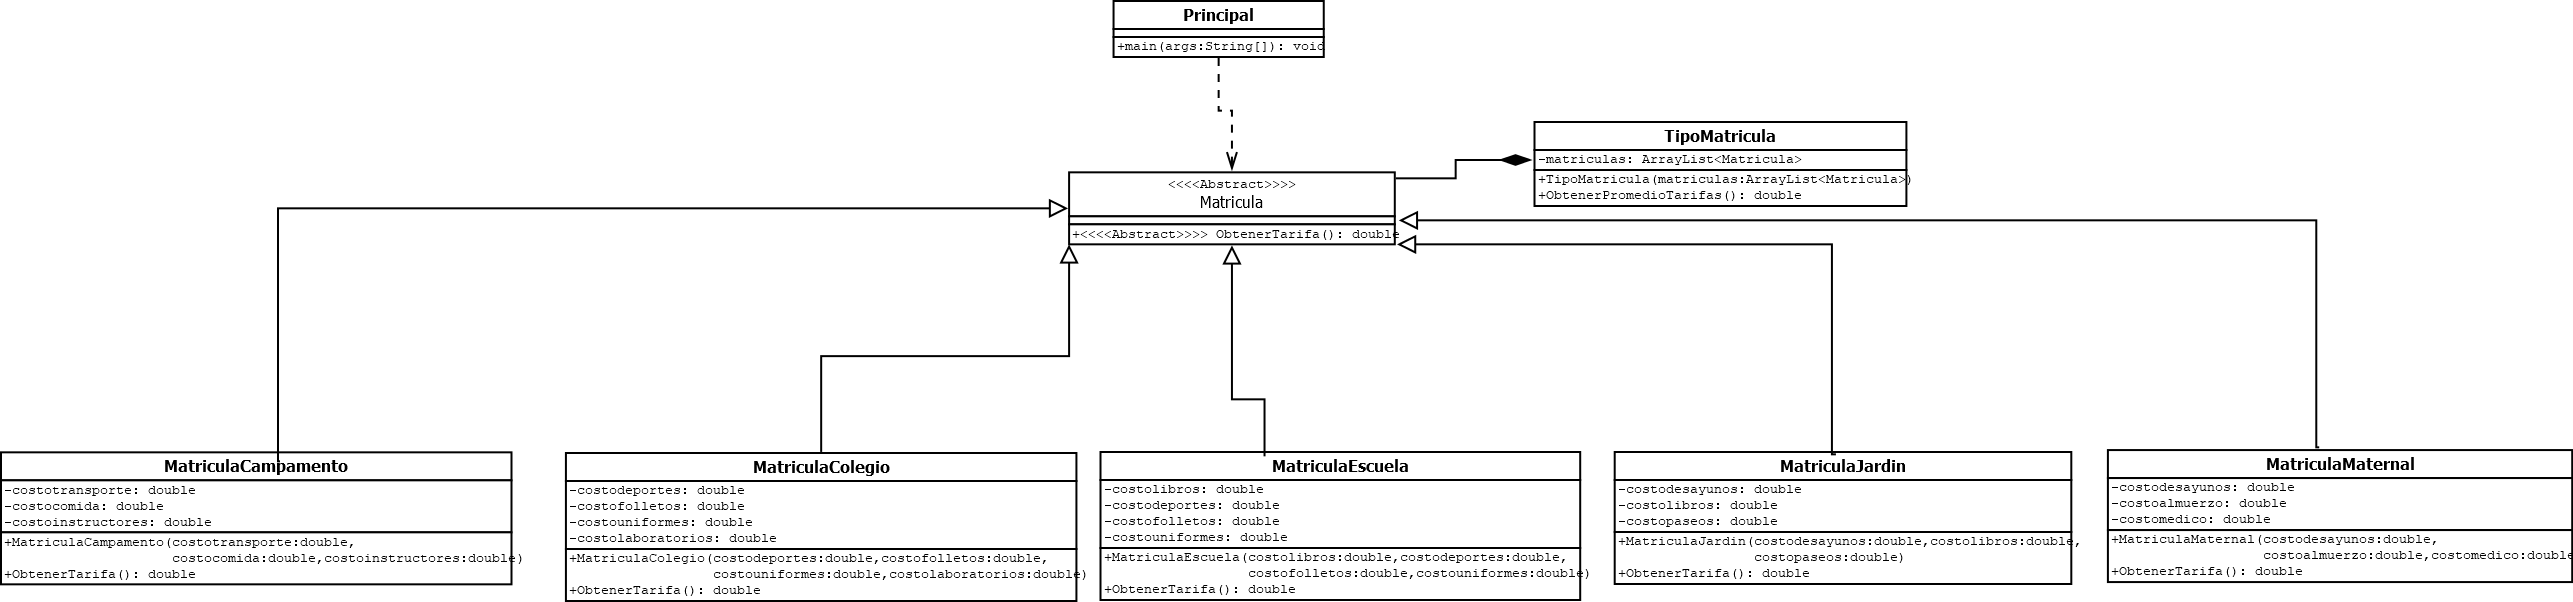 Principal
+main(args:String[]): void
TipoMatricula
-matriculas: ArrayList<Matricula>
+TipoMatricula(matriculas:ArrayList<Matricula>)
+ObtenerPromedioTarifas(): double
<<<<Abstract>>>>
Matricula
+<<<<Abstract>>>> ObtenerTarifa(): double
MatriculaCampamento
-costotransporte: double
-costocomida: double
-costoinstructores: double
+MatriculaCampamento(costotransporte:double,
costocomida:double,costoinstructores:double)
+ObtenerTarifa(): double
MatriculaColegio
-costodeportes: double
-costofolletos: double
-costouniformes: double
-costolaboratorios: double
+MatriculaColegio(costodeportes:double,costofolletos:double,
costouniformes:double,costolaboratorios:double)
+ObtenerTarifa(): double
MatriculaEscuela
-costolibros: double
-costodeportes: double
-costofolletos: double
-costouniformes: double
+MatriculaEscuela(costolibros:double,costodeportes:double,
costofolletos:double,costouniformes:double)
+ObtenerTarifa(): double
MatriculaJardin
-costodesayunos: double
-costolibros: double
-costopaseos: double
+MatriculaJardin(costodesayunos:double,costolibros:double,
costopaseos:double)
+ObtenerTarifa(): double
MatriculaMaternal
-costodesayunos: double
-costoalmuerzo: double
-costomedico: double
+MatriculaMaternal(costodesayunos:double,
costoalmuerzo:double,costomedico:double
+ObtenerTarifa(): double